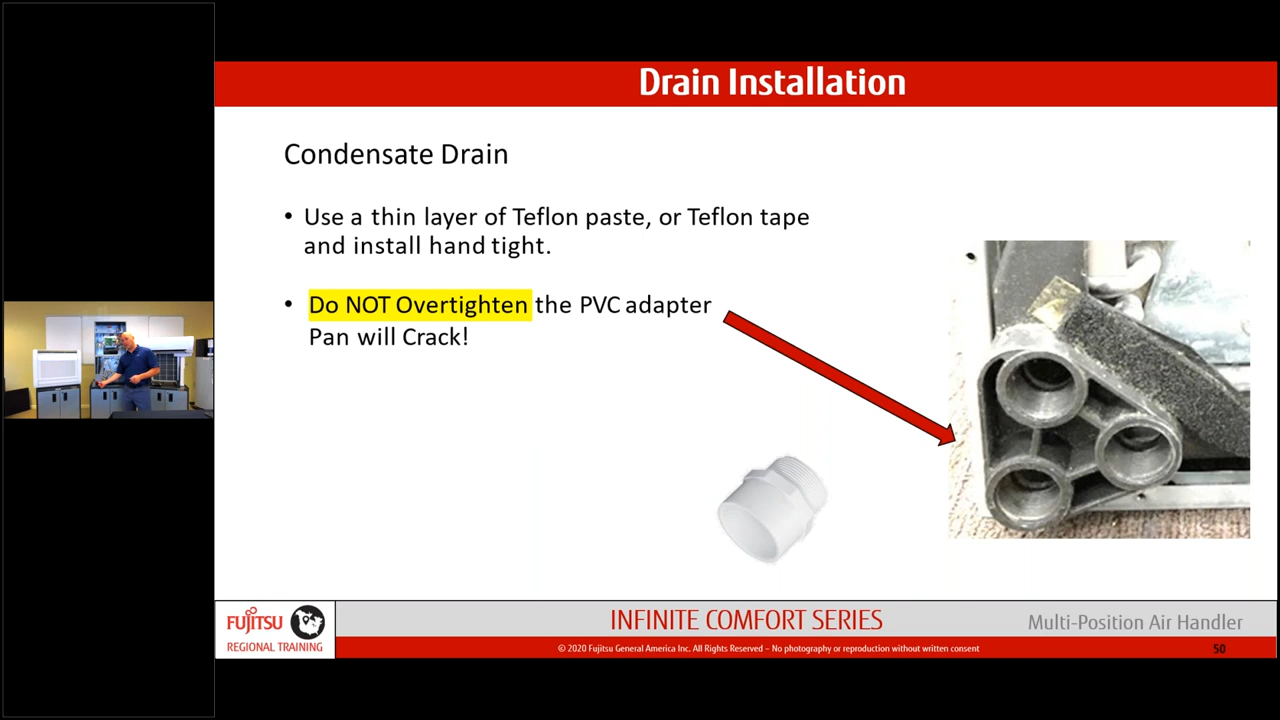 Drain Installation
Condensate Drain
• Use a thin layer of Teflon paste, or Teflon tape
and install hand tight.
• Do NOT Overtighten the PVC adapter
Pan will Crack!
FUJITSU
REGIONAL TRAINING
INFINITE COMFORT SERIES
Multi-Position Air Handler
© 2020 Fujitsu General America Inc. All Rights Reserved – No photography or reproduction without written consent
50